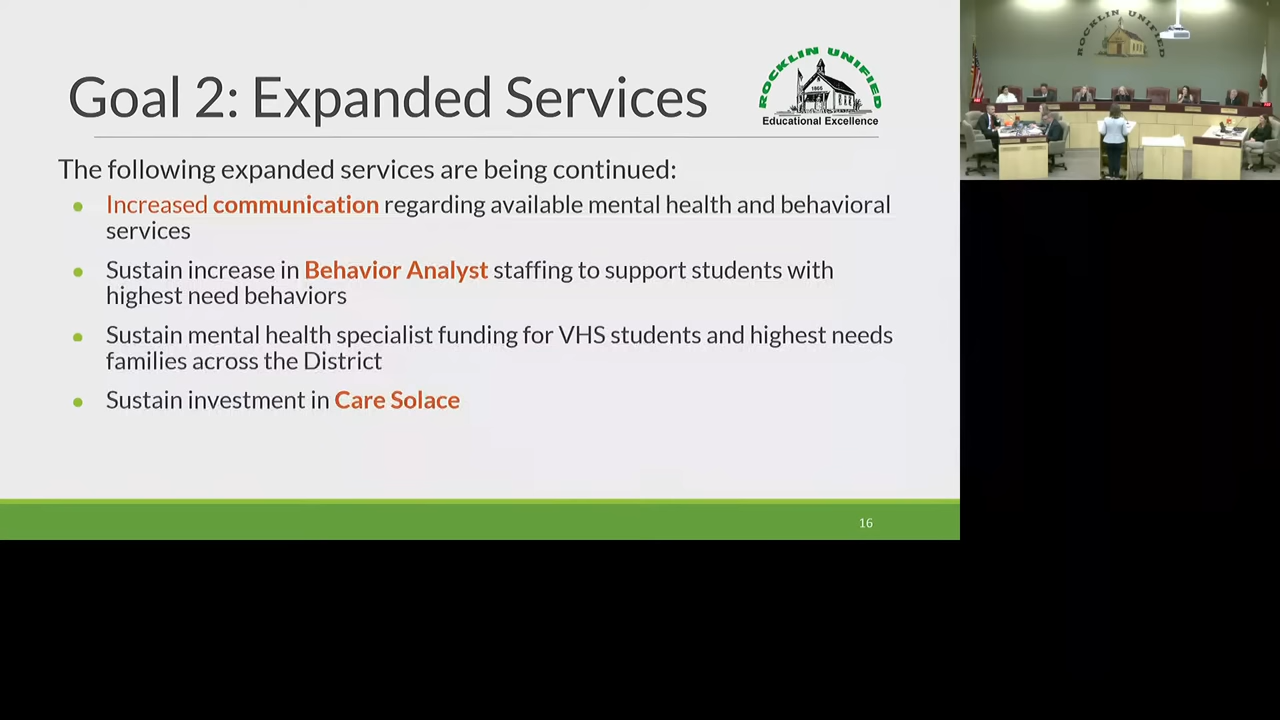 Goal 2: Expanded Services
ROCKLIN UNIFIED
1866
Educational Excellence
The following expanded services are being continued:
Increased communication regarding available mental health and behavioral
services
Sustain increase in Behavior Analyst staffing to support students with
highest need behaviors
Sustain mental health specialist funding for VHS students and highest needs
families across the District
Sustain investment in Care Solace
16
ROCKLIN UNIFIED